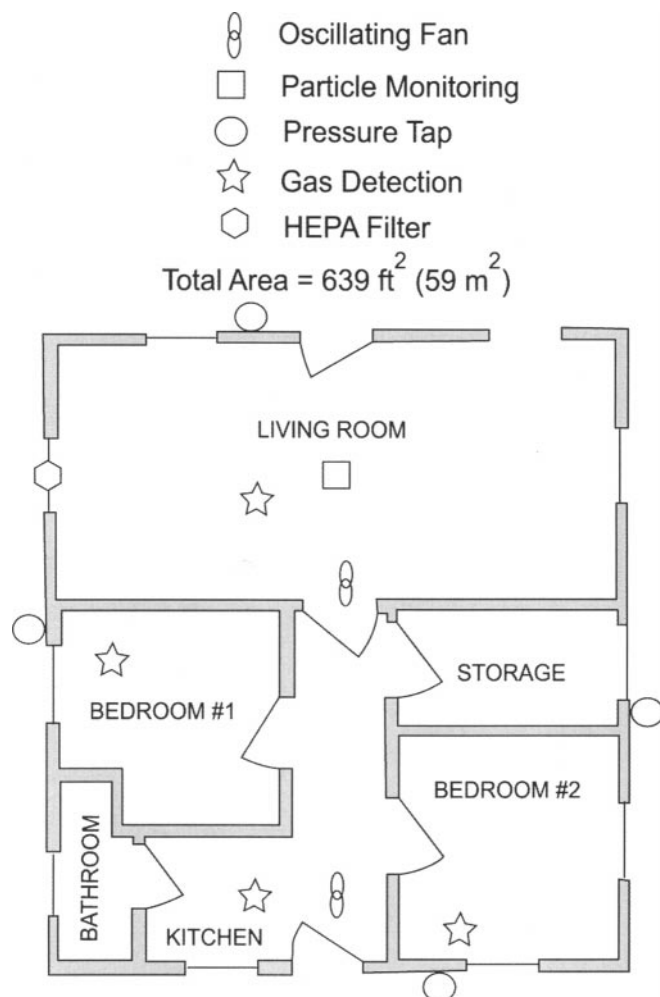 Oscillating Fan
Particle Monitoring
Pressure Tap
Gas Detection
HEPA Filter
Total Area = 639 ft² (59 m²)
LIVING ROOM
STORAGE
BEDROOM #1
BEDROOM #2
BATHROOM
KITCHEN